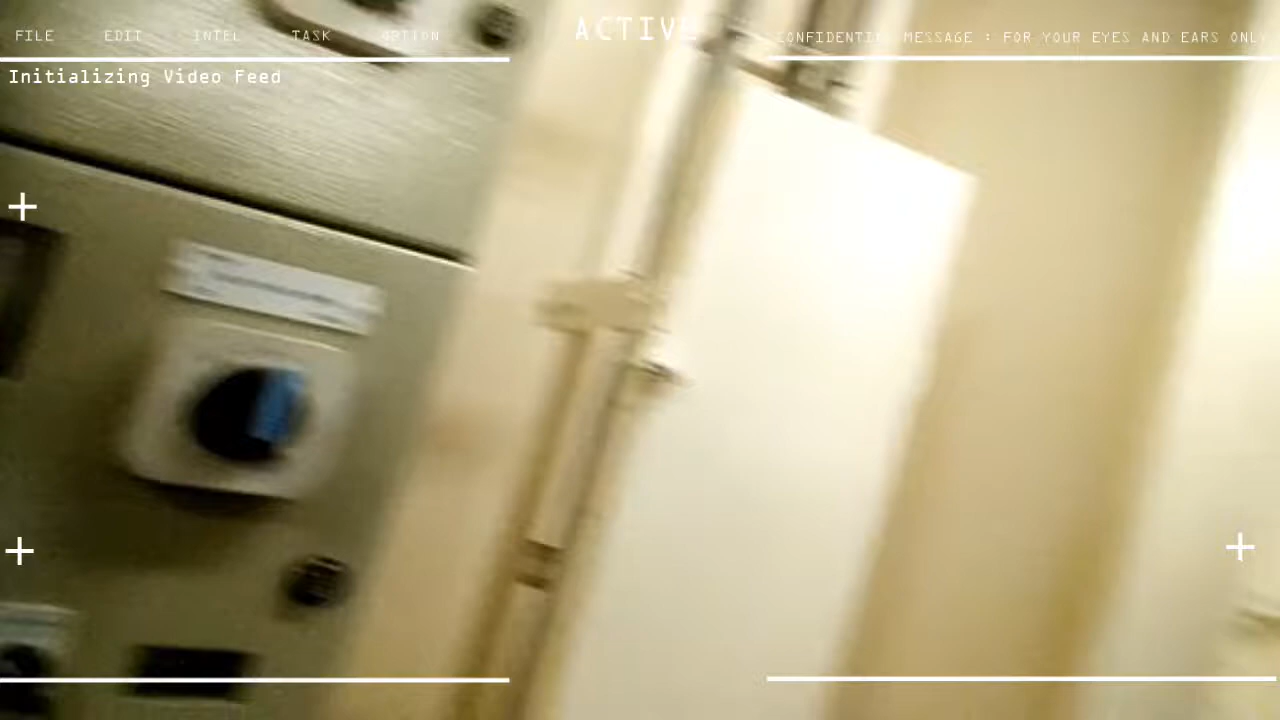 FILE EDIT INTEL TASK OPTION
ACTIVE
CONFIDENTIAL MESSAGE : FOR YOUR EYES AND EARS ONLY
Initializing Video Feed